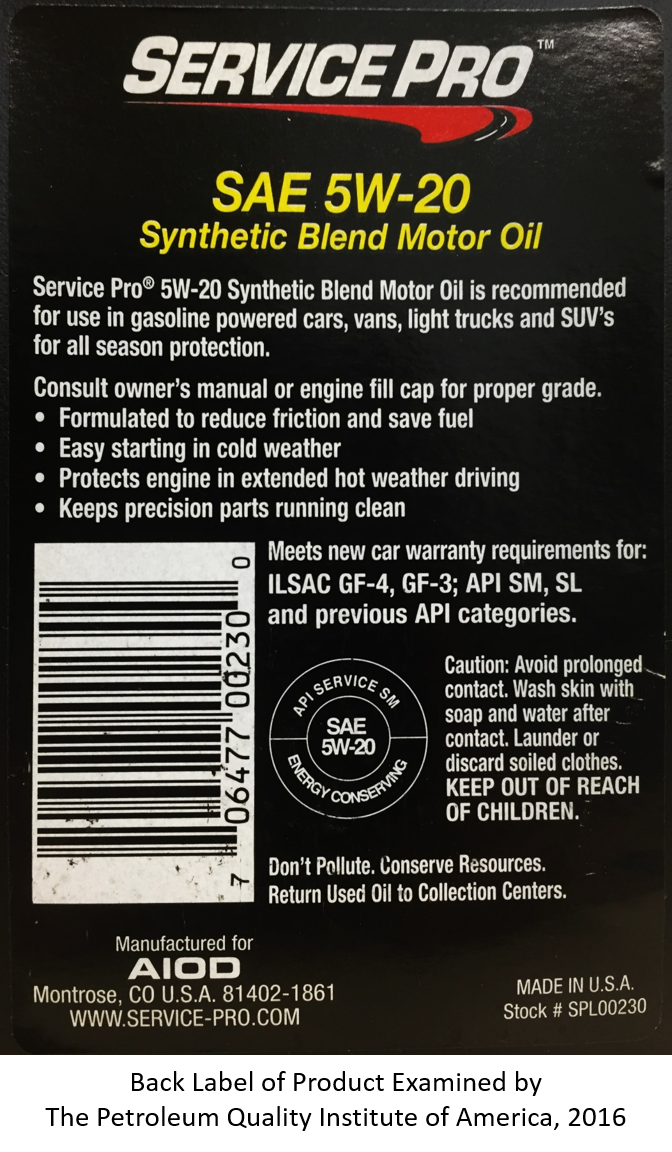 SERVICE PRO™
SAE 5W-20
Synthetic Blend Motor Oil
Service Pro® 5W-20 Synthetic Blend Motor Oil is recommended
for use in gasoline powered cars, vans, light trucks and SUV's
for all season protection.
Consult owner's manual or engine fill cap for proper grade.
• Formulated to reduce friction and save fuel
• Easy starting in cold weather
• Protects engine in extended hot weather driving
• Keeps precision parts running clean
7 06477 00230 0
Meets new car warranty requirements for:
ILSAC GF-4, GF-3; API SM, SL
and previous API categories.
API SERVICE SM
SAE
5W-20
ENERGY CONSERVING
Caution: Avoid prolonged
contact. Wash skin with
soap and water after
contact. Launder or
discard soiled clothes.
KEEP OUT OF REACH
OF CHILDREN.
Don't Pollute. Conserve Resources.
Return Used Oil to Collection Centers.
Manufactured for
AIOD
Montrose, CO U.S.A. 81402-1861
WWW.SERVICE-PRO.COM
MADE IN U.S.A.
Stock # SPL00230
Back Label of Product Examined by
The Petroleum Quality Institute of America, 2016